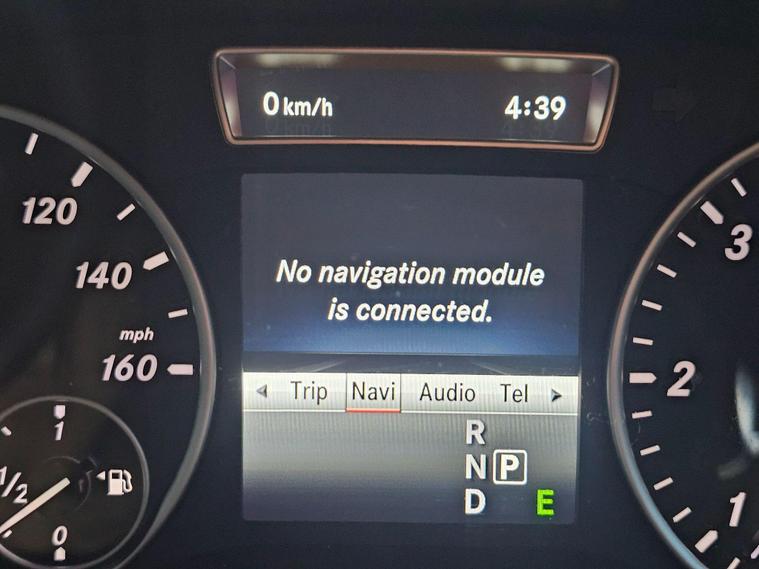 0 km/h 4:39
120
140
mph
160
No navigation module
is connected.
Trip Navi Audio Tel
R
N P
D E
1
1/2
0
3
2
1